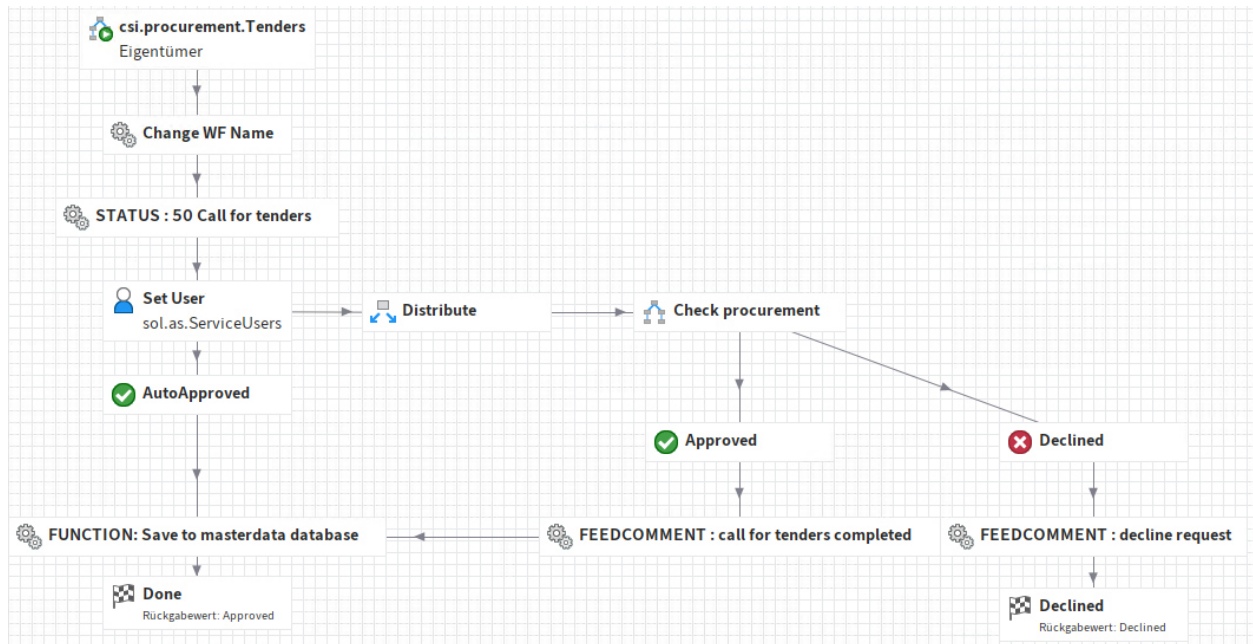 csi.procurement.Tenders
Eigentümer
Change WF Name
STATUS : 50 Call for tenders
Set User
sol.as.ServiceUsers
Distribute
Check procurement
AutoApproved
Approved
Declined
FUNCTION: Save to masterdata database
FEEDCOMMENT : call for tenders completed
FEEDCOMMENT : decline request
Done
Rückgabewert: Approved
Declined
Rückgabewert: Declined